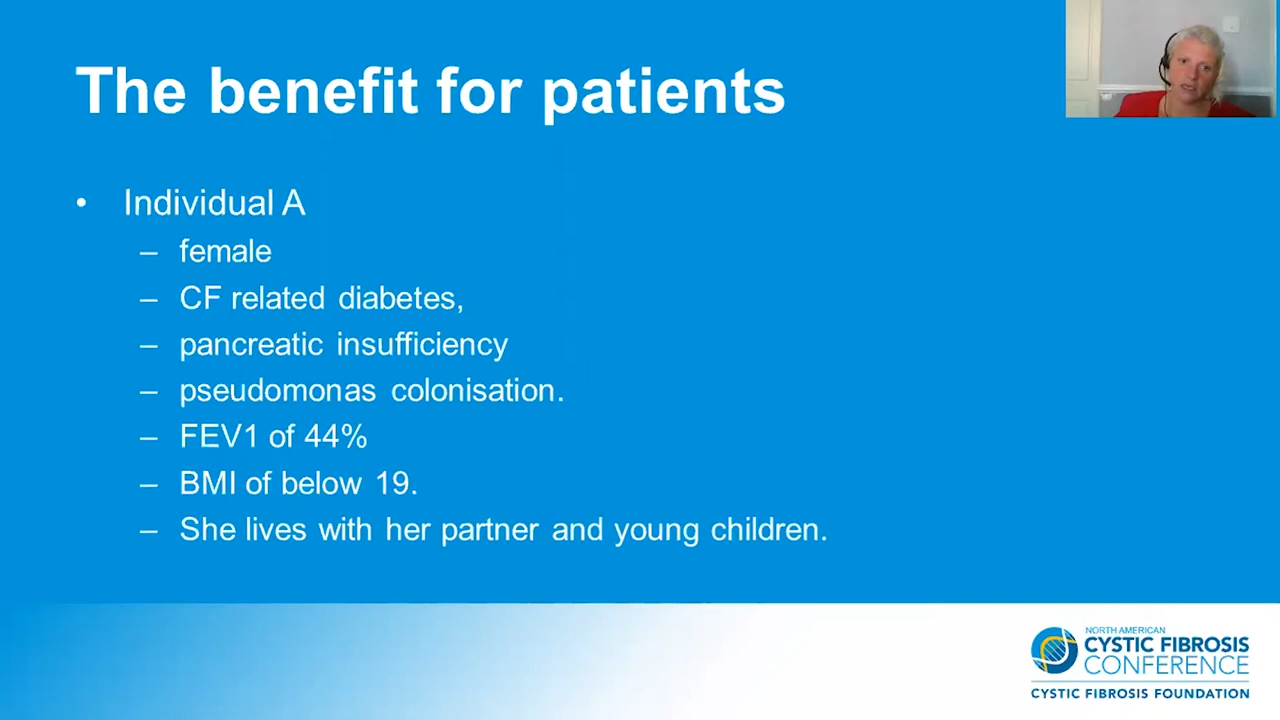 The benefit for patients
• Individual A
– female
– CF related diabetes,
– pancreatic insufficiency
– pseudomonas colonisation.
– FEV1 of 44%
– BMI of below 19.
– She lives with her partner and young children.
NORTH AMERICAN
CYSTIC FIBROSIS
CONFERENCE
CYSTIC FIBROSIS FOUNDATION